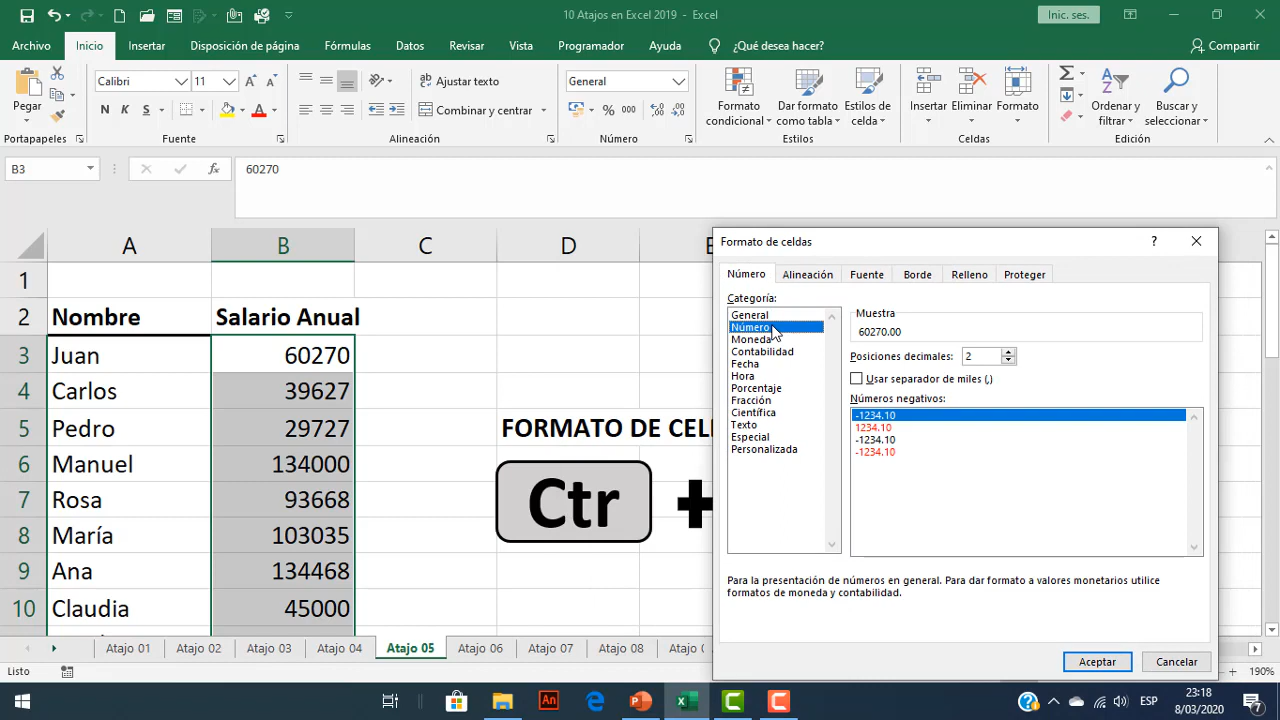 10 Atajos en Excel 2019 - Excel
Inic. ses.
Archivo Inicio Insertar Disposición de página Fórmulas Datos Revisar Vista Programador Ayuda ¿Qué desea hacer? Compartir
Pegar
Calibri 11
N K S
Ajustar texto
Combinar y centrar
General
% 000
Formato condicional
Dar formato como tabla
Estilos de celda
Insertar
Eliminar
Formato
Ordenar y filtrar
Buscar y seleccionar
Portapapeles Fuente Alineación Número Estilos Celdas Edición
B3 fx 60270
A B C D
1
2 Nombre Salario Anual
3 Juan 60270
4 Carlos 39627
5 Pedro 29727
6 Manuel 134000
7 Rosa 93668
8 María 103035
9 Ana 134468
10 Claudia 45000
FORMATO DE CEL
Ctr +
Formato de celdas ?
Número Alineación Fuente Borde Relleno Proteger
Categoría:
General
Número
Moneda
Contabilidad
Fecha
Hora
Porcentaje
Fracción
Científica
Texto
Especial
Personalizada
Muestra
60270.00
Posiciones decimales: 2
Usar separador de miles (,)
Números negativos:
-1234.10
1234.10
-1234.10
-1234.10
Para la presentación de números en general. Para dar formato a valores monetarios utilice
formatos de moneda y contabilidad.
Aceptar Cancelar
Atajo 01 Atajo 02 Atajo 03 Atajo 04 Atajo 05 Atajo 06 Atajo 07 Atajo 08 Atajo
Listo
190%
An
ESP
23:18
8/03/2020
7